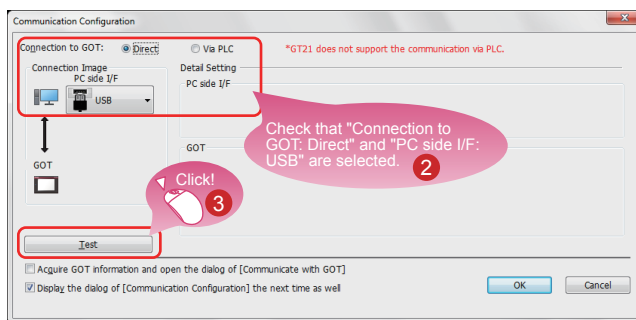 Communication Configuration
Connection to GOT: Direct Via PLC *GT21 does not support the communication via PLC.
Connection Image
PC side I/F
USB
Detail Setting
PC side I/F
Check that "Connection to
GOT: Direct" and "PC side I/F:
USB" are selected.
2
GOT
GOT
Click!
3
Test
Acquire GOT information and open the dialog of [Communicate with GOT]
Display the dialog of [Communication Configuration] the next time as well
OK Cancel